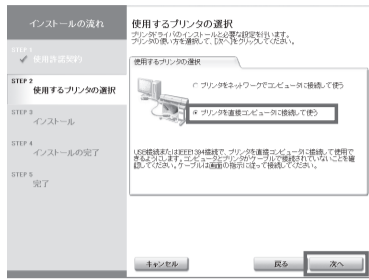 インストールの流れ
STEP 1
使用許諾契約
STEP 2
使用するプリンタの選択
STEP 3
インストール
STEP 4
インストールの完了
STEP 5
完了
使用するプリンタの選択
プリンタドライバのインストールと必要な設定を行います。
プリンタの使い方を選択して、[次へ]をクリックしてください。
使用するプリンタの選択
プリンタをネットワークでコンピュータに接続して使う
プリンタを直接コンピュータに接続して使う
USB接続またはIEEE1394接続で、プリンタを直接コンピュータに接続して使用で
きるようにします。コンピュータとプリンタがケーブルで接続されていないことを確
認してください。ケーブルは画面の指示に従って接続してください。
キャンセル
戻る
次へ